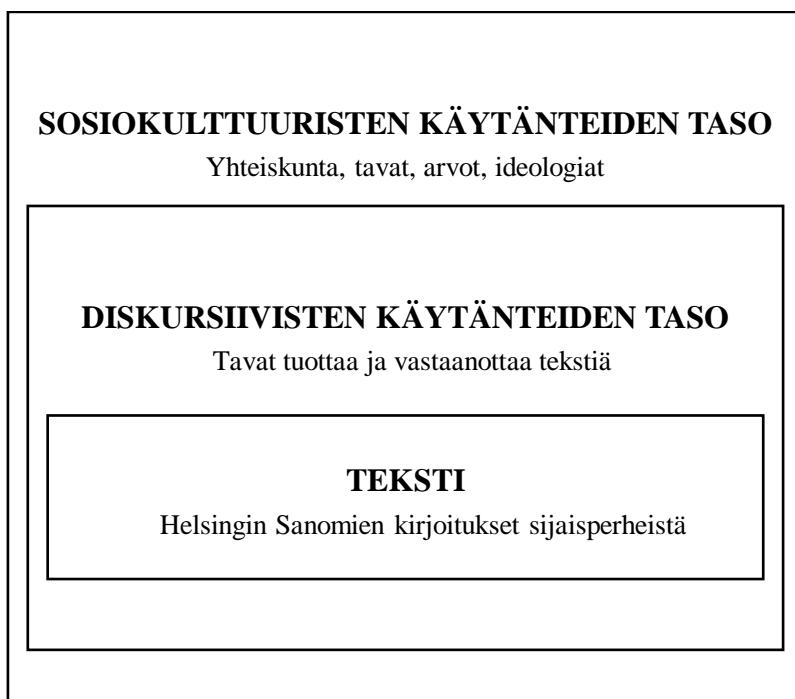 SOSIOKULTTUURISTEN KÄYTÄNTEIDEN TASO
Yhteiskunta, tavat, arvot, ideologiat
DISKURSIIVISTEN KÄYTÄNTEIDEN TASO
Tavat tuottaa ja vastaanottaa tekstiä
TEKSTI
Helsingin Sanomien kirjoitukset sijaisperheistä